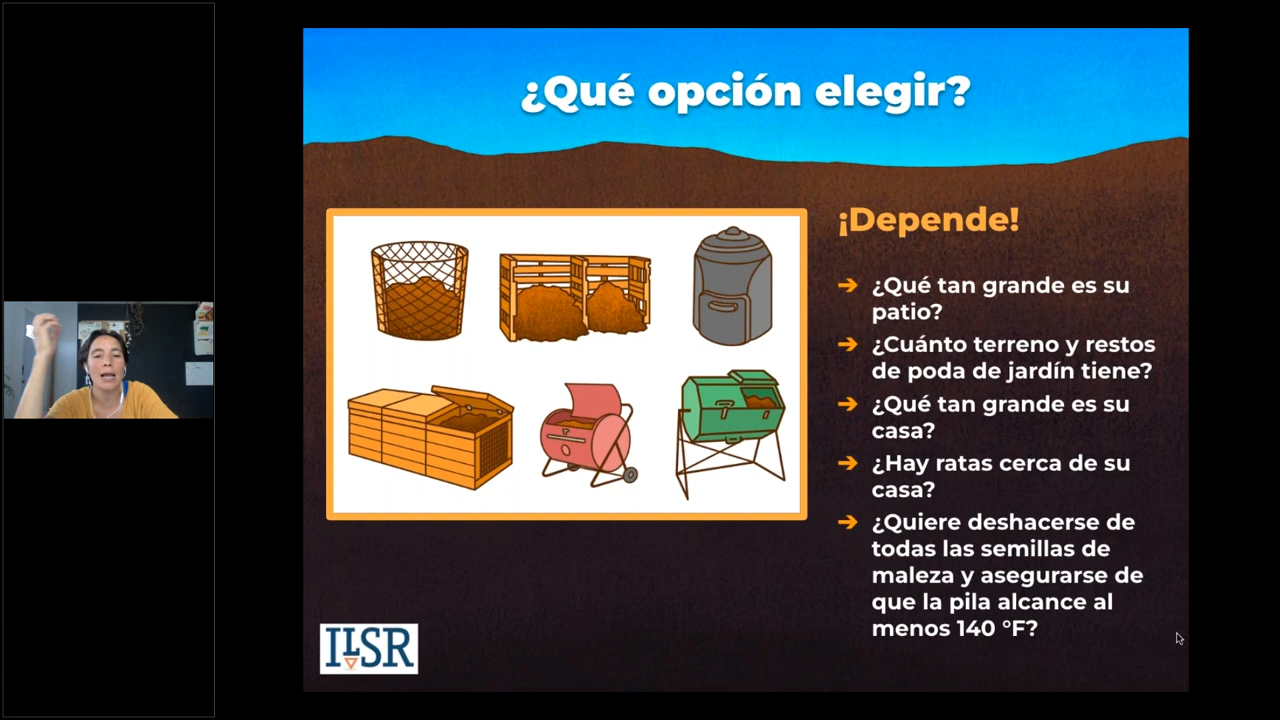 ¿Qué opción elegir?
¡Depende!
➔ ¿Qué tan grande es su
patio?
➔ ¿Cuánto terreno y restos
de poda de jardín tiene?
➔ ¿Qué tan grande es su
casa?
➔ ¿Hay ratas cerca de su
casa?
➔ ¿Quiere deshacerse de
todas las semillas de
maleza y asegurarse de
que la pila alcance al
menos 140 °F?
ILSR